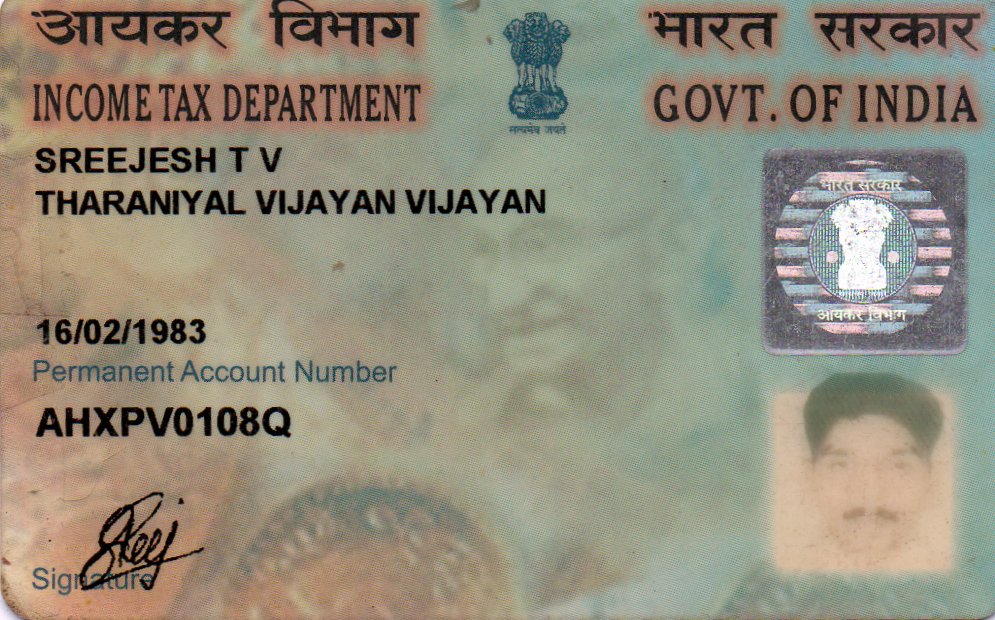 आयकर विभाग
भारत सरकार
INCOME TAX DEPARTMENT
GOVT. OF INDIA
सत्यमेव जयते
SREEJESH T V
THARANIYAL VIJAYAN VIJAYAN
भारत सरकार
आयकर विभाग
16/02/1983
Permanent Account Number
AHXPV0108Q
Sreej
Signature